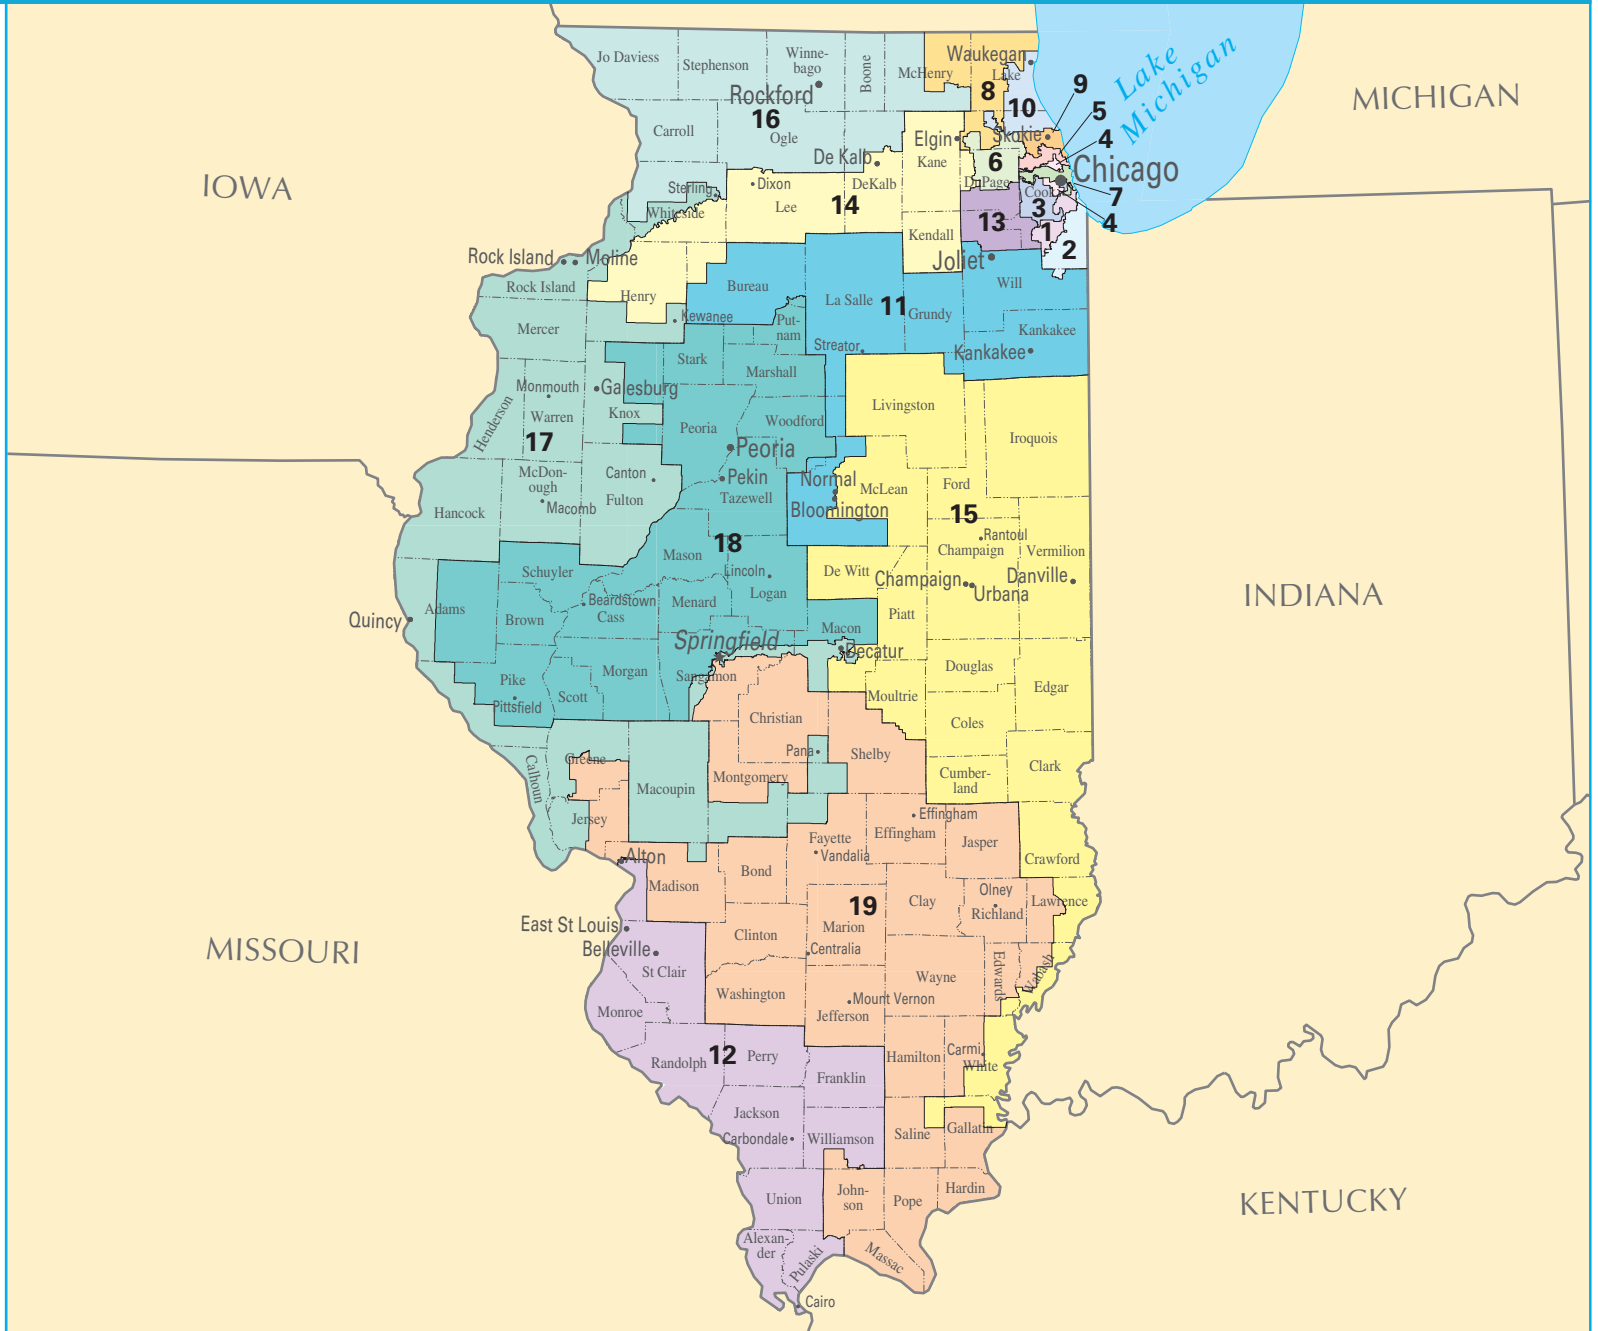 Jo Daviess
Stephenson
Winne-
bago
Boone
McHenry
Waukegan
Lake
Lake
Michigan
MICHIGAN
Rockford
16
8
10
9
5
4
Carroll
Ogle
Elgin
Skokie
Kane
6
Chicago
De Kalb
DuPage
Cook
7
4
IOWA
Sterling
Dixon
DeKalb
Lee
14
Whiteside
Kendall
13
3
1
2
Rock Island
Moline
Joliet
Rock Island
Henry
Bureau
La Salle
11
Grundy
Will
Mercer
Kewanee
Put-
nam
Kankakee
Streator
Kankakee
Stark
Marshall
Monmouth
Galesburg
Henderson
Warren
Knox
Peoria
Woodford
Livingston
Iroquois
17
Peoria
McDon-
ough
Canton
Pekin
Normal
McLean
Ford
Hancock
Macomb
Fulton
Tazewell
Bloomington
15
Rantoul
Mason
18
Champaign
Vermilion
Schuyler
Lincoln
De Witt
Champaign
Urbana
Danville
INDIANA
Quincy
Adams
Brown
Beardstown
Cass
Menard
Logan
Piatt
Macon
Springfield
Decatur
Pike
Morgan
Sangamon
Douglas
Edgar
Pittsfield
Scott
Moultrie
Christian
Coles
Calhoun
Greene
Pana
Shelby
Clark
Macoupin
Montgomery
Cumber-
land
Jersey
Effingham
Fayette
Effingham
Jasper
Alton
Vandalia
Crawford
Madison
Bond
Olney
Clay
Richland
Lawrence
19
East St Louis
Clinton
Marion
MISSOURI
Belleville
Centralia
St Clair
Wayne
Edwards
Wabash
Washington
Mount Vernon
Monroe
Jefferson
Randolph
12
Perry
Hamilton
Carmi
White
Franklin
Jackson
Saline
Gallatin
Carbondale
Williamson
Union
John-
son
Pope
Hardin
KENTUCKY
Alexan-
der
Pulaski
Massac
Cairo